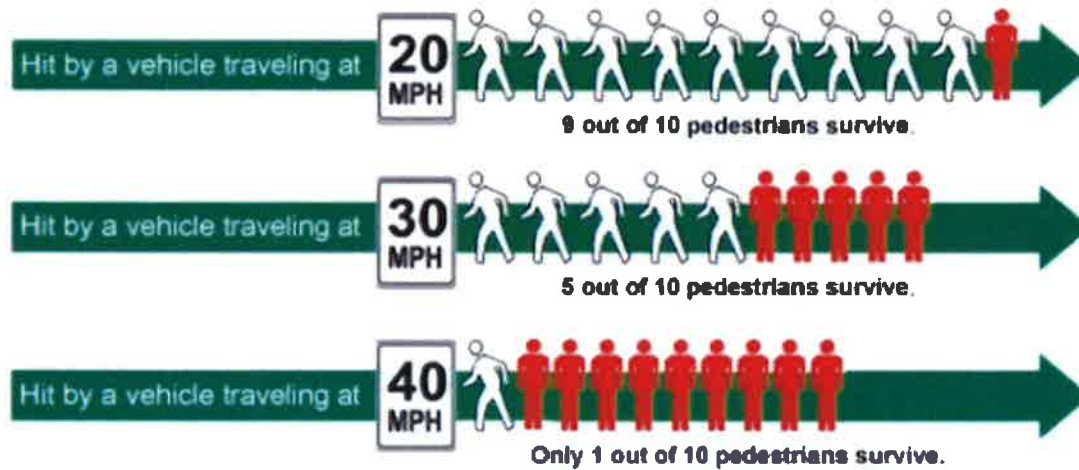 Hit by a vehicle traveling at
20
MPH
9 out of 10 pedestrians survive.
Hit by a vehicle traveling at
30
MPH
5 out of 10 pedestrians survive.
Hit by a vehicle traveling at
40
MPH
Only 1 out of 10 pedestrians survive.